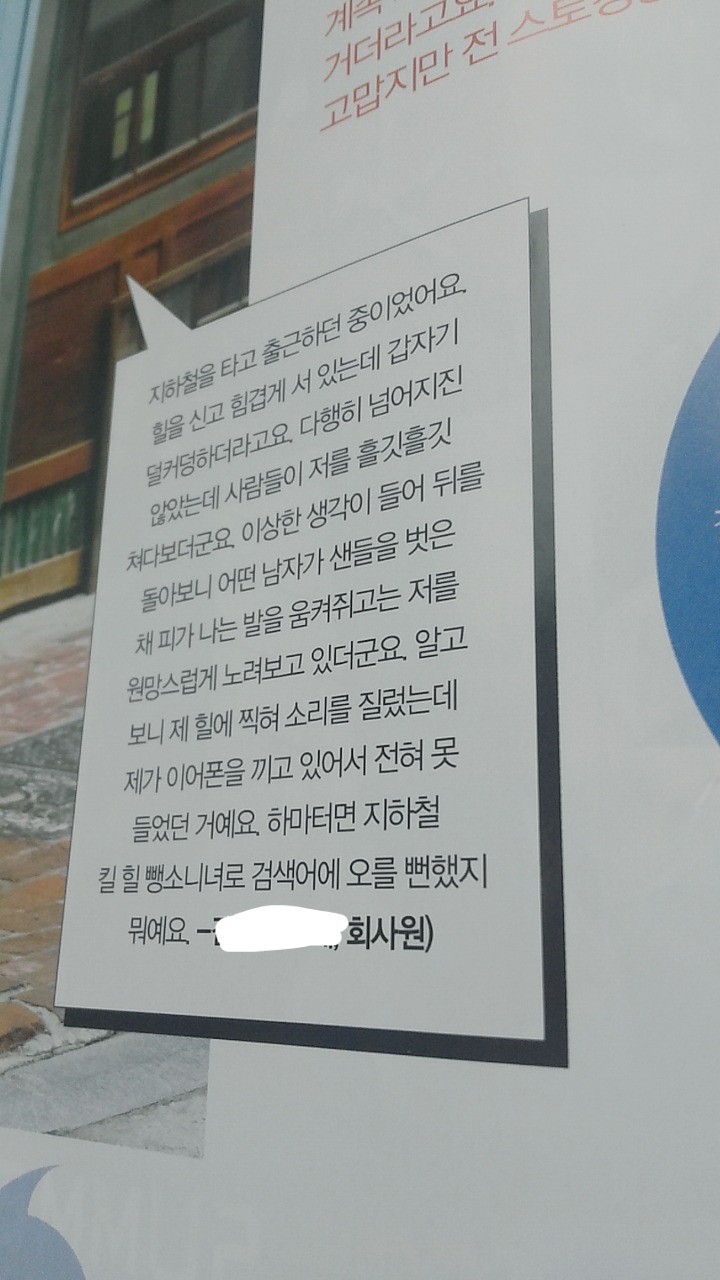 계속
거더라고요.
고맙지만 전
지하철을 타고 출근하던 중이었어요.
힐을 신고 힘겹게 서 있는데 갑자기
덜커덩하더라고요. 다행히 넘어지진
않았는데 사람들이 저를 흘깃흘깃
쳐다보더군요. 이상한 생각이 들어 뒤를
돌아보니 어떤 남자가 샌들을 벗은
채 피가 나는 발을 움켜쥐고는 저를
원망스럽게 노려보고 있더군요. 알고
보니 제 힐에 찍혀 소리를 질렀는데
제가 이어폰을 끼고 있어서 전혀 못
들었던 거예요. 하마터면 지하철
킬 힐 뺑소니녀로 검색어에 오를 뻔했지
뭐예요. – 회사원)